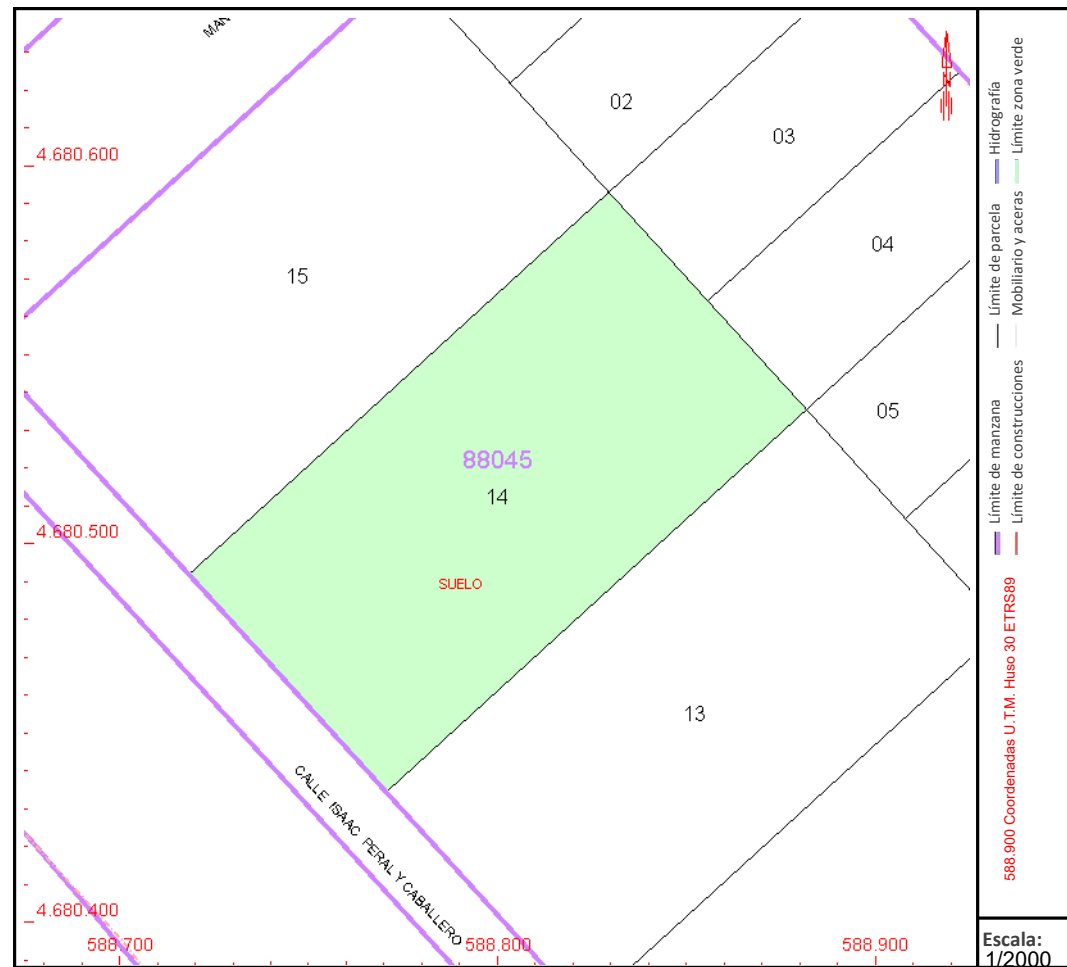 MAN
02
03
4.680.600
04
15
05
88045
14
4.680.500
SUELO
13
CALLE ISAAC PERAL Y CABALLERO
4.680.400
588.700
588.800
588.900
N
588.900 Coordenadas U.T.M. Huso 30 ETRS89
Límite de manzana
Límite de construcciones
Límite de parcela
Mobiliario y aceras
Hidrografía
Límite zona verde
Escala:
1/2000